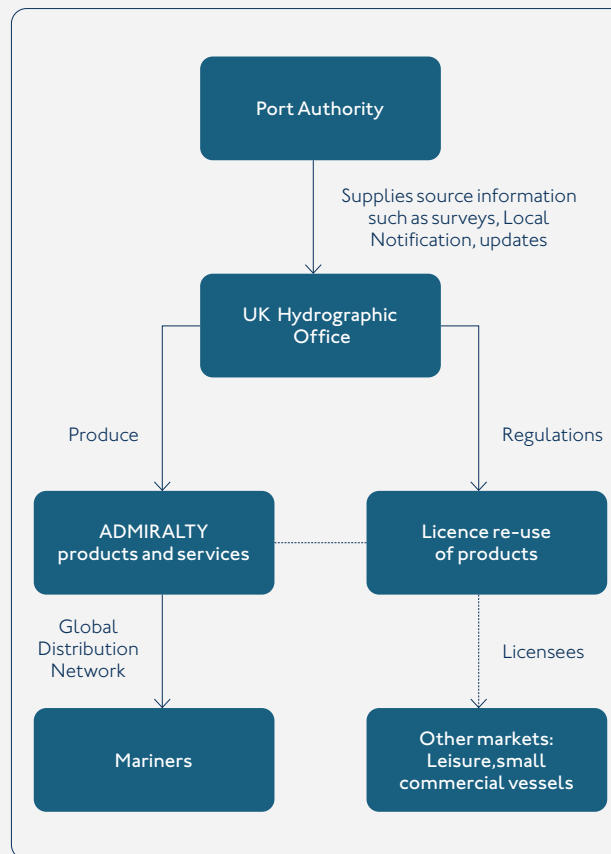 Port Authority
Supplies source information
such as surveys, Local
Notification, updates
UK Hydrographic
Office
Produce
Regulations
ADMIRALTY
products and services
Licence re-use
of products
Global
Distribution
Network
Licensees
Mariners
Other markets:
Leisure,small
commercial vessels